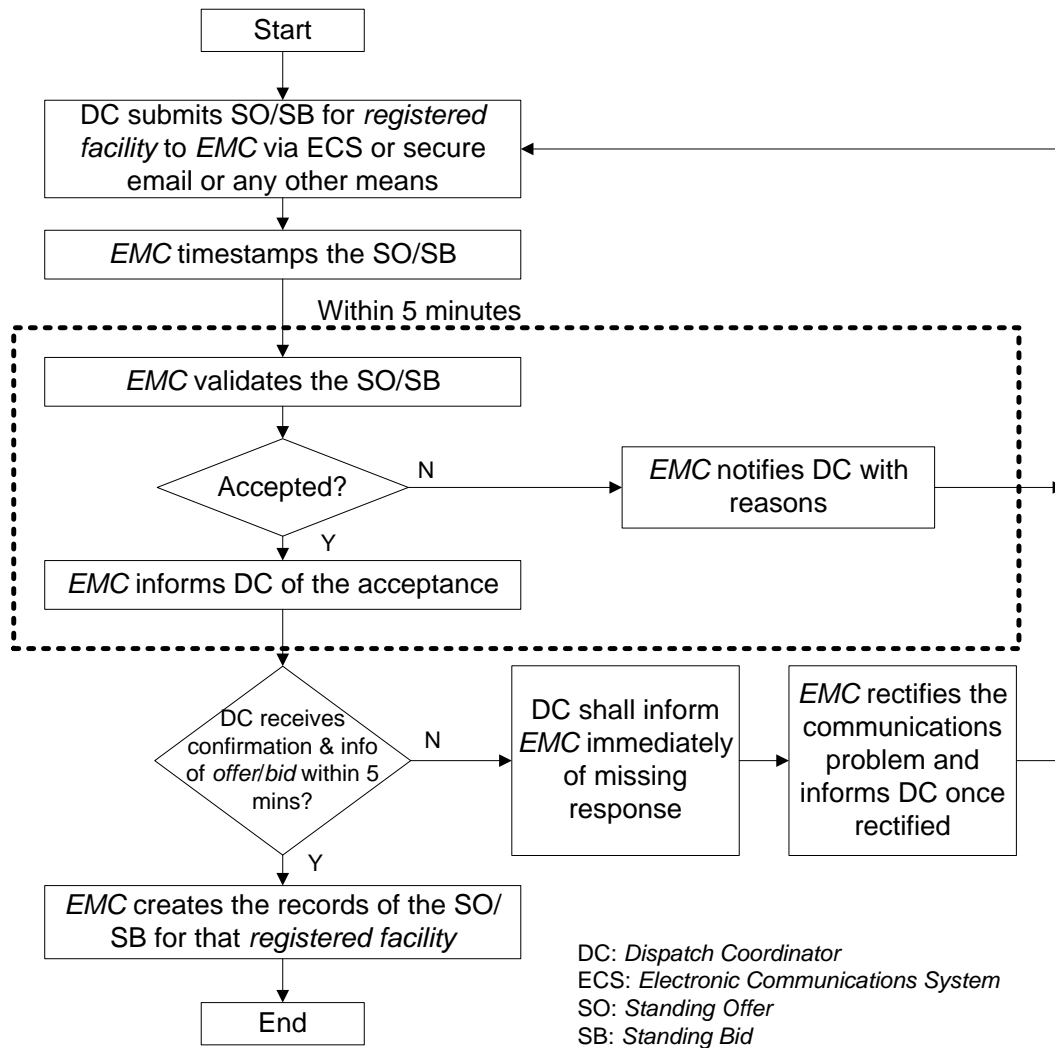 Start
DC submits SO/SB for registered
facility to EMC via ECS or secure
email or any other means
EMC timestamps the SO/SB
Within 5 minutes
EMC validates the SO/SB
Accepted?
N
EMC notifies DC with
reasons
Y
EMC informs DC of the acceptance
DC receives
confirmation & info
of offer/bid within 5
mins?
N
DC shall inform
EMC immediately
of missing
response
EMC rectifies the
communications
problem and
informs DC once
rectified
Y
EMC creates the records of the SO/
SB for that registered facility
End
DC: Dispatch Coordinator
ECS: Electronic Communications System
SO: Standing Offer
SB: Standing Bid